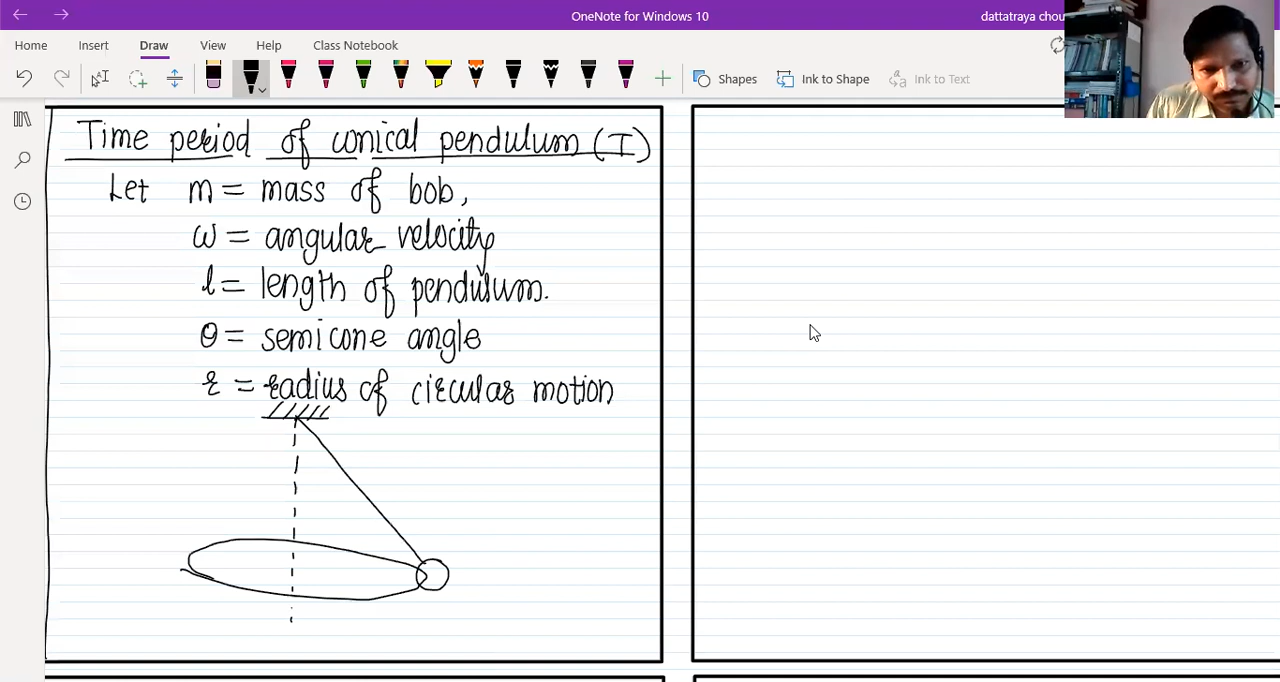 OneNote for Windows 10
dattatraya chou
Home Insert Draw View Help Class Notebook
Shapes Ink to Shape Ink to Text
Time period of conical pendulum (T)
Let m = mass of bob,
ω = angular velocity
l = length of pendulum.
θ = semicone angle
r = radius of circular motion